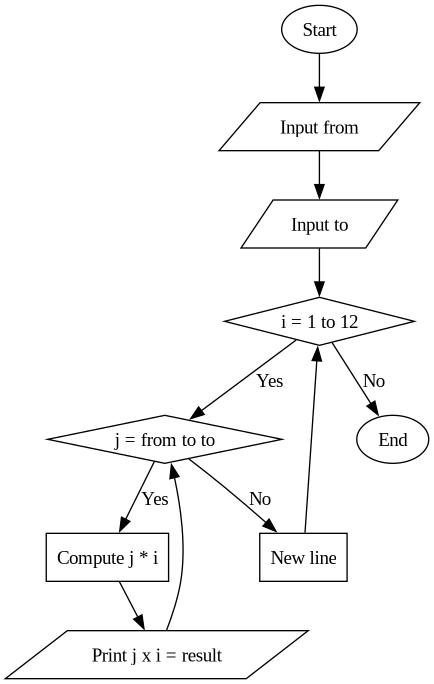 Start
Input from
Input to
i = 1 to 12
Yes
No
j = from to to
End
Yes
No
Compute j * i
New line
Print j x i = result